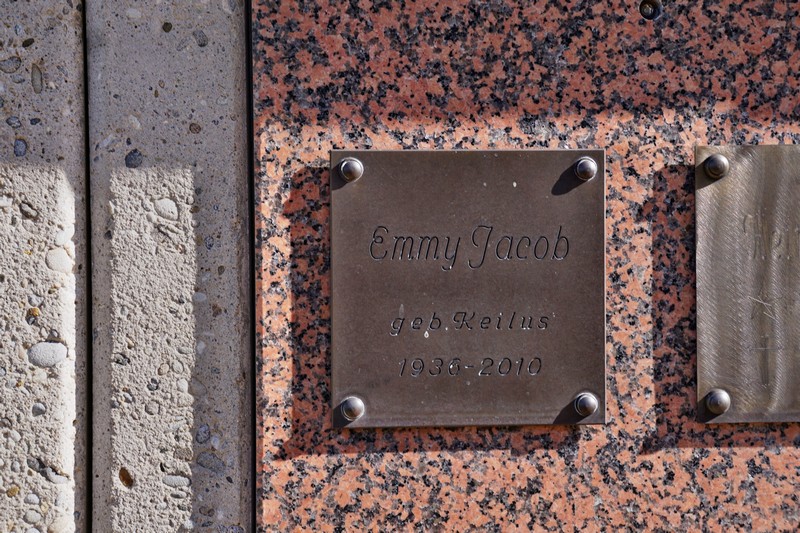 Emmy Jacob
geb. Keilus
1936-2010